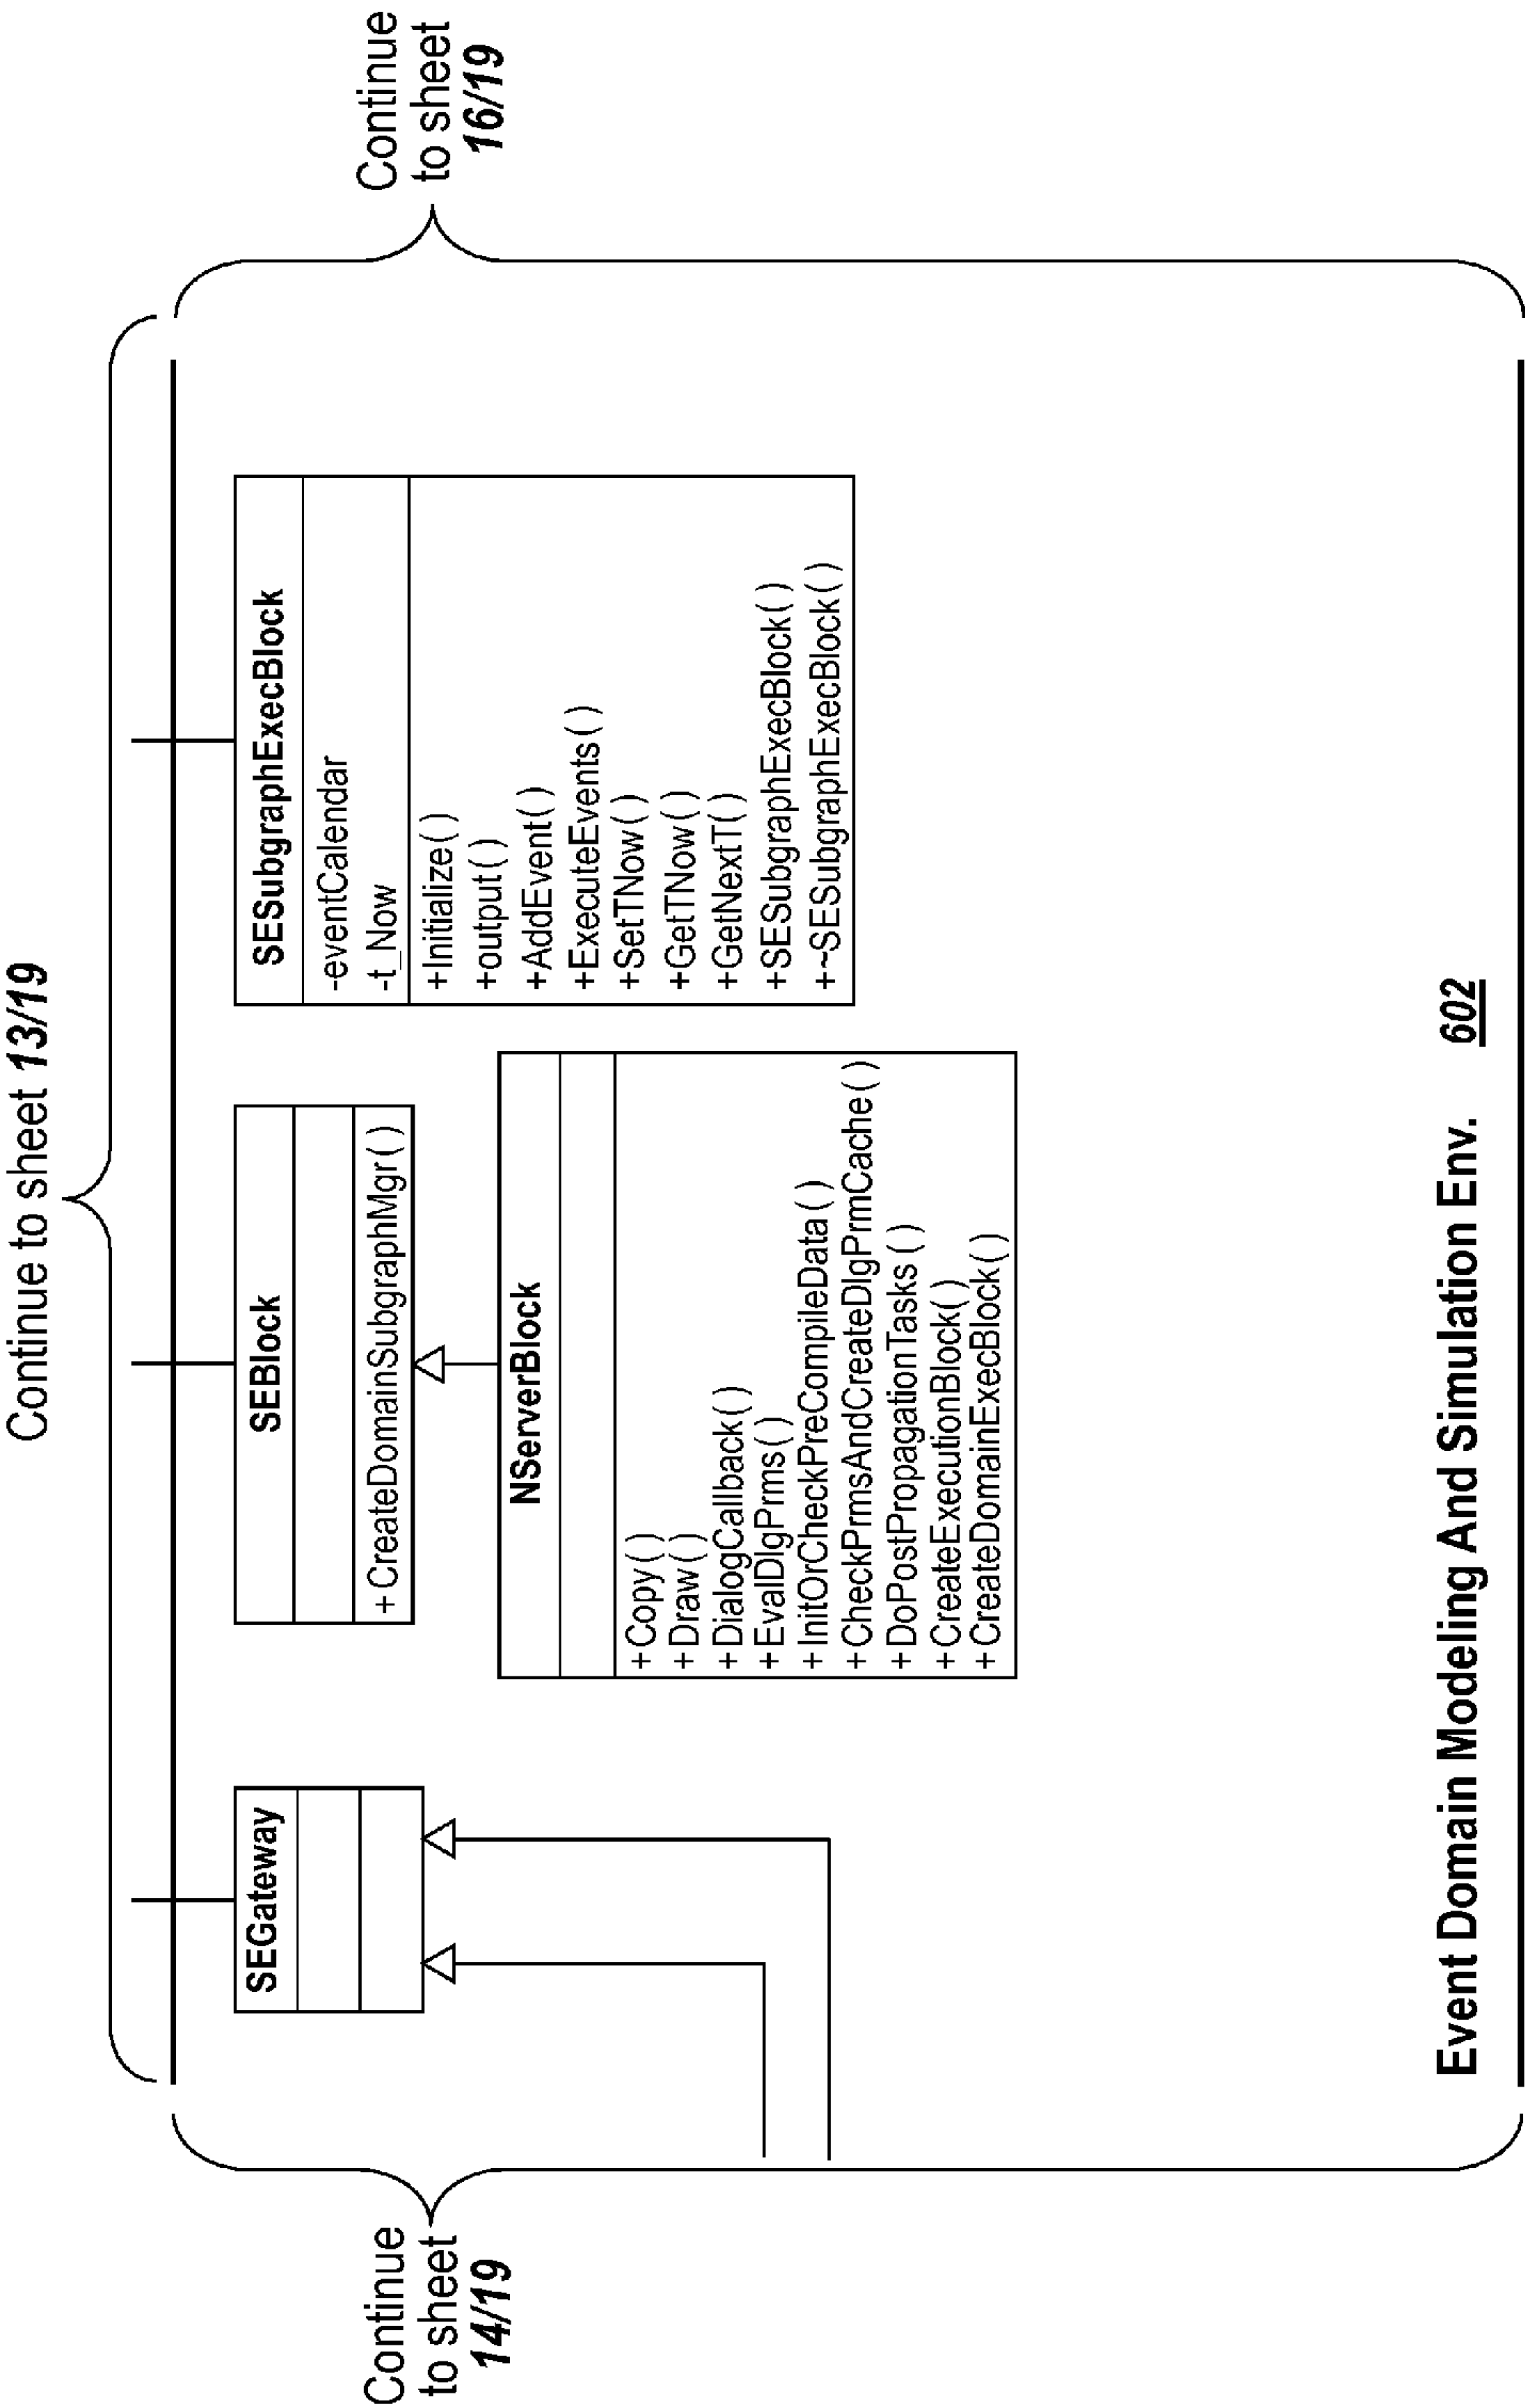 Continue to sheet 13/19
Continue
to sheet
14/19
SEGateway
SEBlock
+CreateDomainSubgraphMgr()
NServerBlock
+Copy()
+Draw()
+DialogCallback()
+EvalDlgPrms()
+InitOrCheckPreCompileData()
+CheckPrmsAndCreateDlgPrmCache()
+DoPostPropagationTasks()
+CreateExecutionBlock()
+CreateDomainExecBlock()
SESubgraphExecBlock
-eventCalendar
-t_Now
+Initialize()
+output()
+AddEvent()
+ExecuteEvents()
+SetTNow()
+GetTNow()
+GetNextT()
+SESubgraphExecBlock()
+~SESubgraphExecBlock()
Continue
to sheet
16/19
Event Domain Modeling And Simulation Env. 602